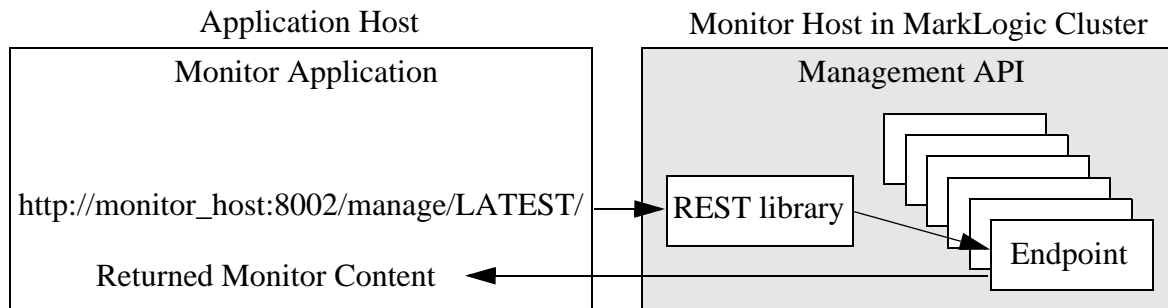 Application Host
Monitor Host in MarkLogic Cluster
Monitor Application
Management API
http://monitor_host:8002/manage/LATEST/
REST library
Endpoint
Returned Monitor Content